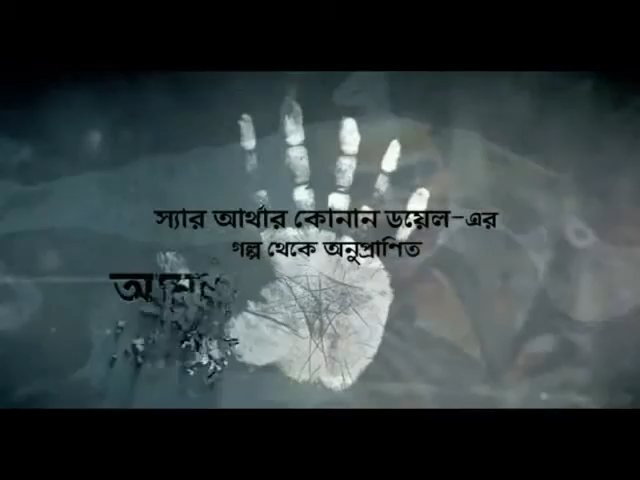 স্যার আর্থার কোনান ডয়েল-এর
গল্প থেকে অনুপ্রাণিত